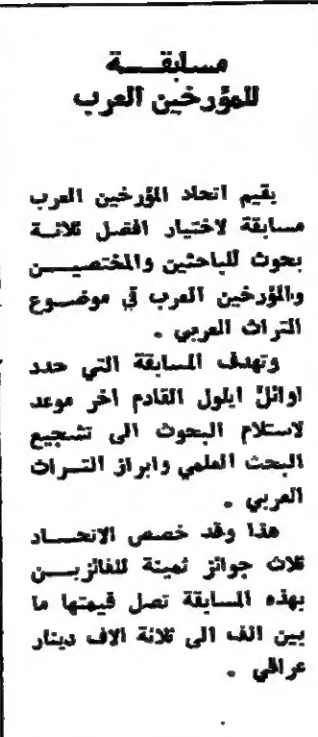 مسابقة
للمؤرخين العرب
يقيم اتحاد المؤرخين العرب
مسابقة لاختيار افضل ثلاثة
بحوث للباحثين والمختصين
والمؤرخين العرب في موضوع
التراث العربي .
وتهدف المسابقة التي حدد
اوائل ايلول القادم اخر موعد
لاستلام البحوث الى تشجيع
البحث العلمي وابراز التراث
العربي .
هذا وقد خصص الاتحاد
ثلاث جوائز ثمينة للفائزين
بهذه المسابقة تصل قيمتها ما
بين الف الى ثلاثة الاف دينار
عراقي .